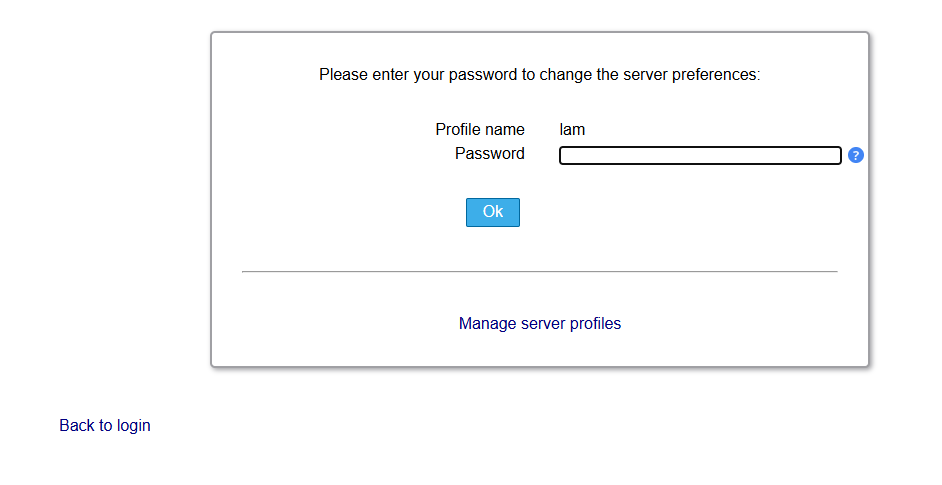 Please enter your password to change the server preferences:
Profile name lam
Password ?
Ok
Manage server profiles
Back to login